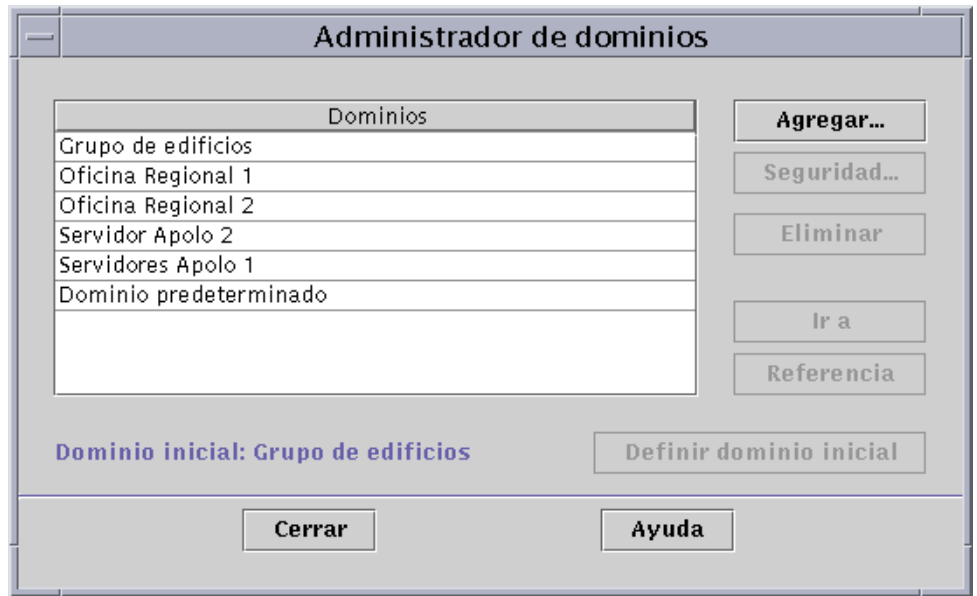 Administrador de dominios
Dominios
Grupo de edificios
Oficina Regional 1
Oficina Regional 2
Servidor Apolo 2
Servidores Apolo 1
Dominio predeterminado
Agregar...
Seguridad...
Eliminar
Ir a
Referencia
Dominio inicial: Grupo de edificios
Definir dominio inicial
Cerrar
Ayuda